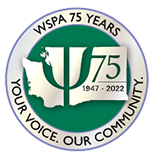 WSPA 75 YEARS
Ψ75
1947 - 2022
YOUR VOICE. OUR COMMUNITY.